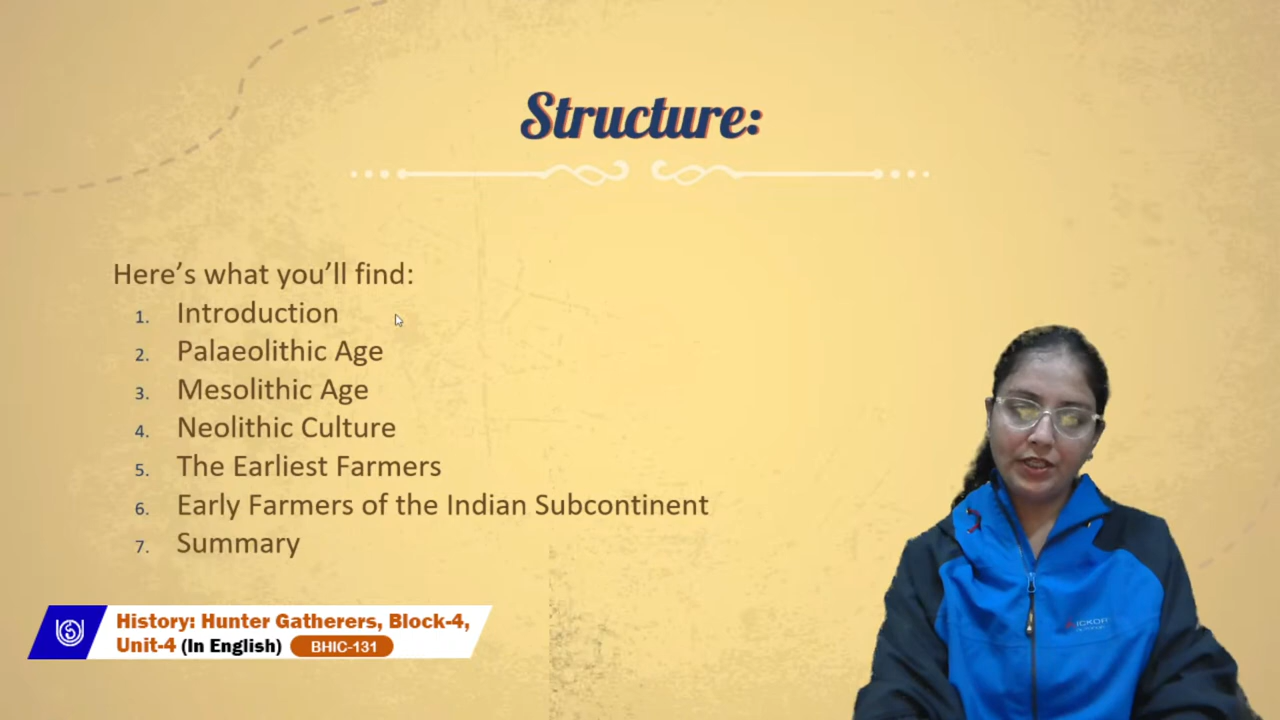 Structure:
Here's what you'll find:
1. Introduction
2. Palaeolithic Age
3. Mesolithic Age
4. Neolithic Culture
5. The Earliest Farmers
6. Early Farmers of the Indian Subcontinent
7. Summary
History: Hunter Gatherers, Block-4,
Unit-4 (In English) BHIC-131